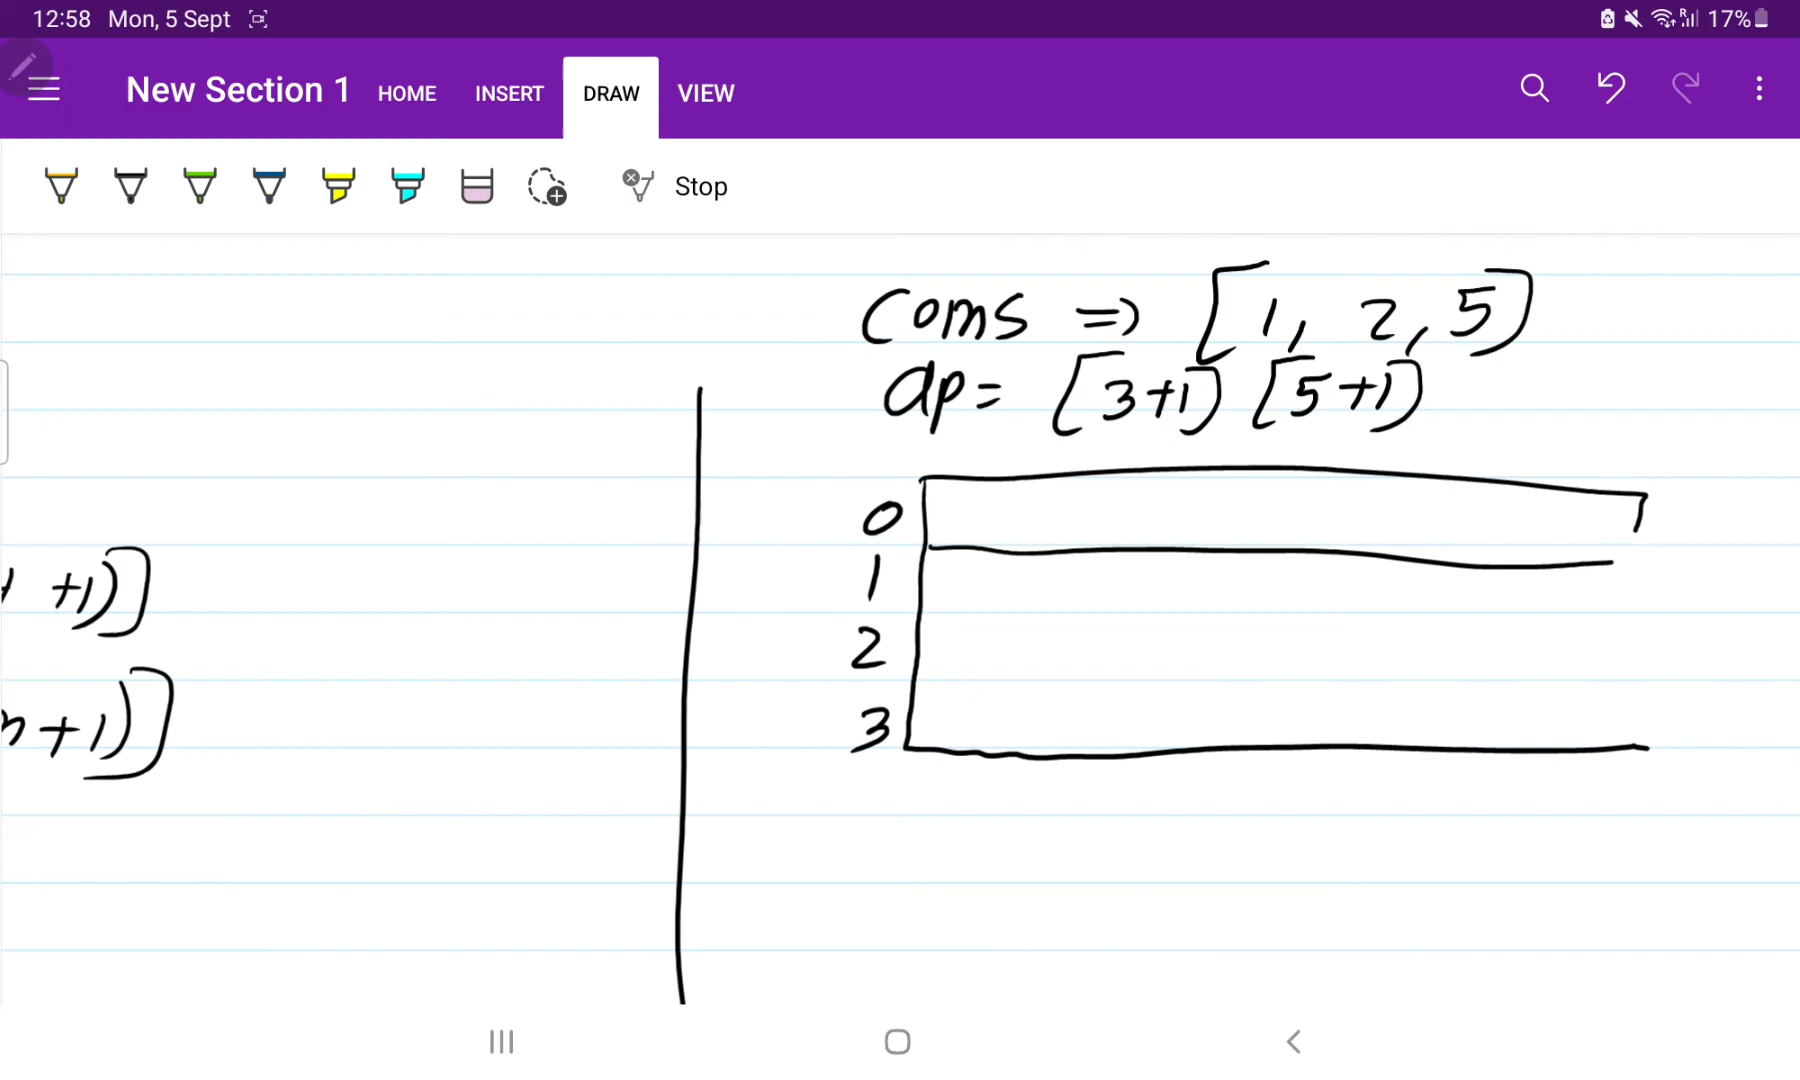 12:58 Mon, 5 Sept 17%
New Section 1 HOME INSERT DRAW VIEW
Stop
coins => [1, 2, 5]
dp = [3+1] [5+1]
0
1
2
3
+1)]
n+1)]